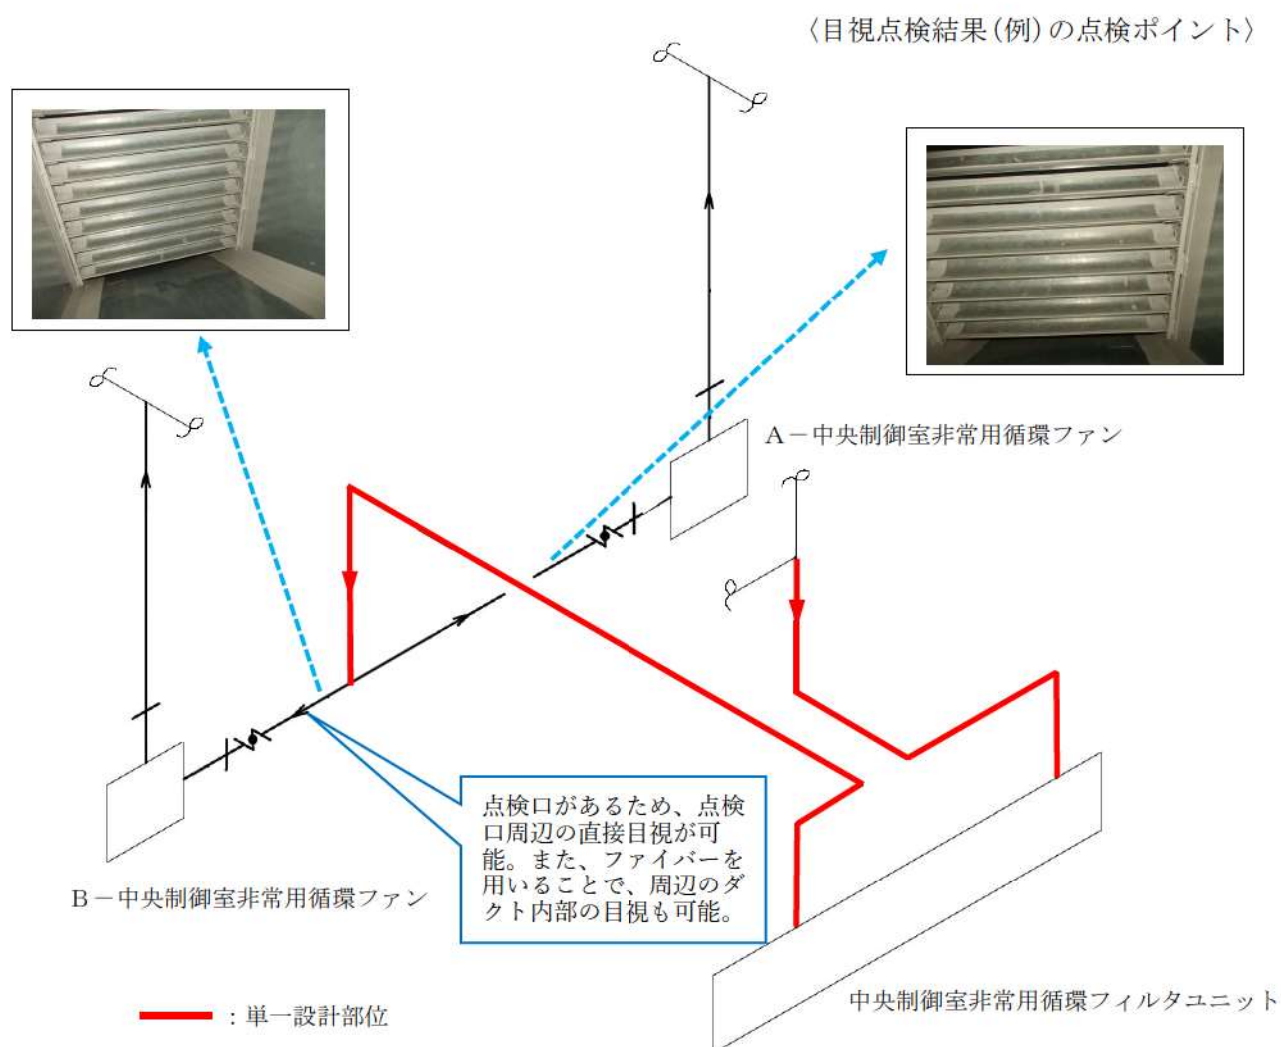 〈目視点検結果(例)の点検ポイント〉
A－中央制御室非常用循環ファン
点検口があるため、点検
口周辺の直接目視が可
能。また、ファイバーを
用いることで、周辺のダ
クト内部の目視も可能。
B－中央制御室非常用循環ファン
中央制御室非常用循環フィルタユニット
：単一設計部位